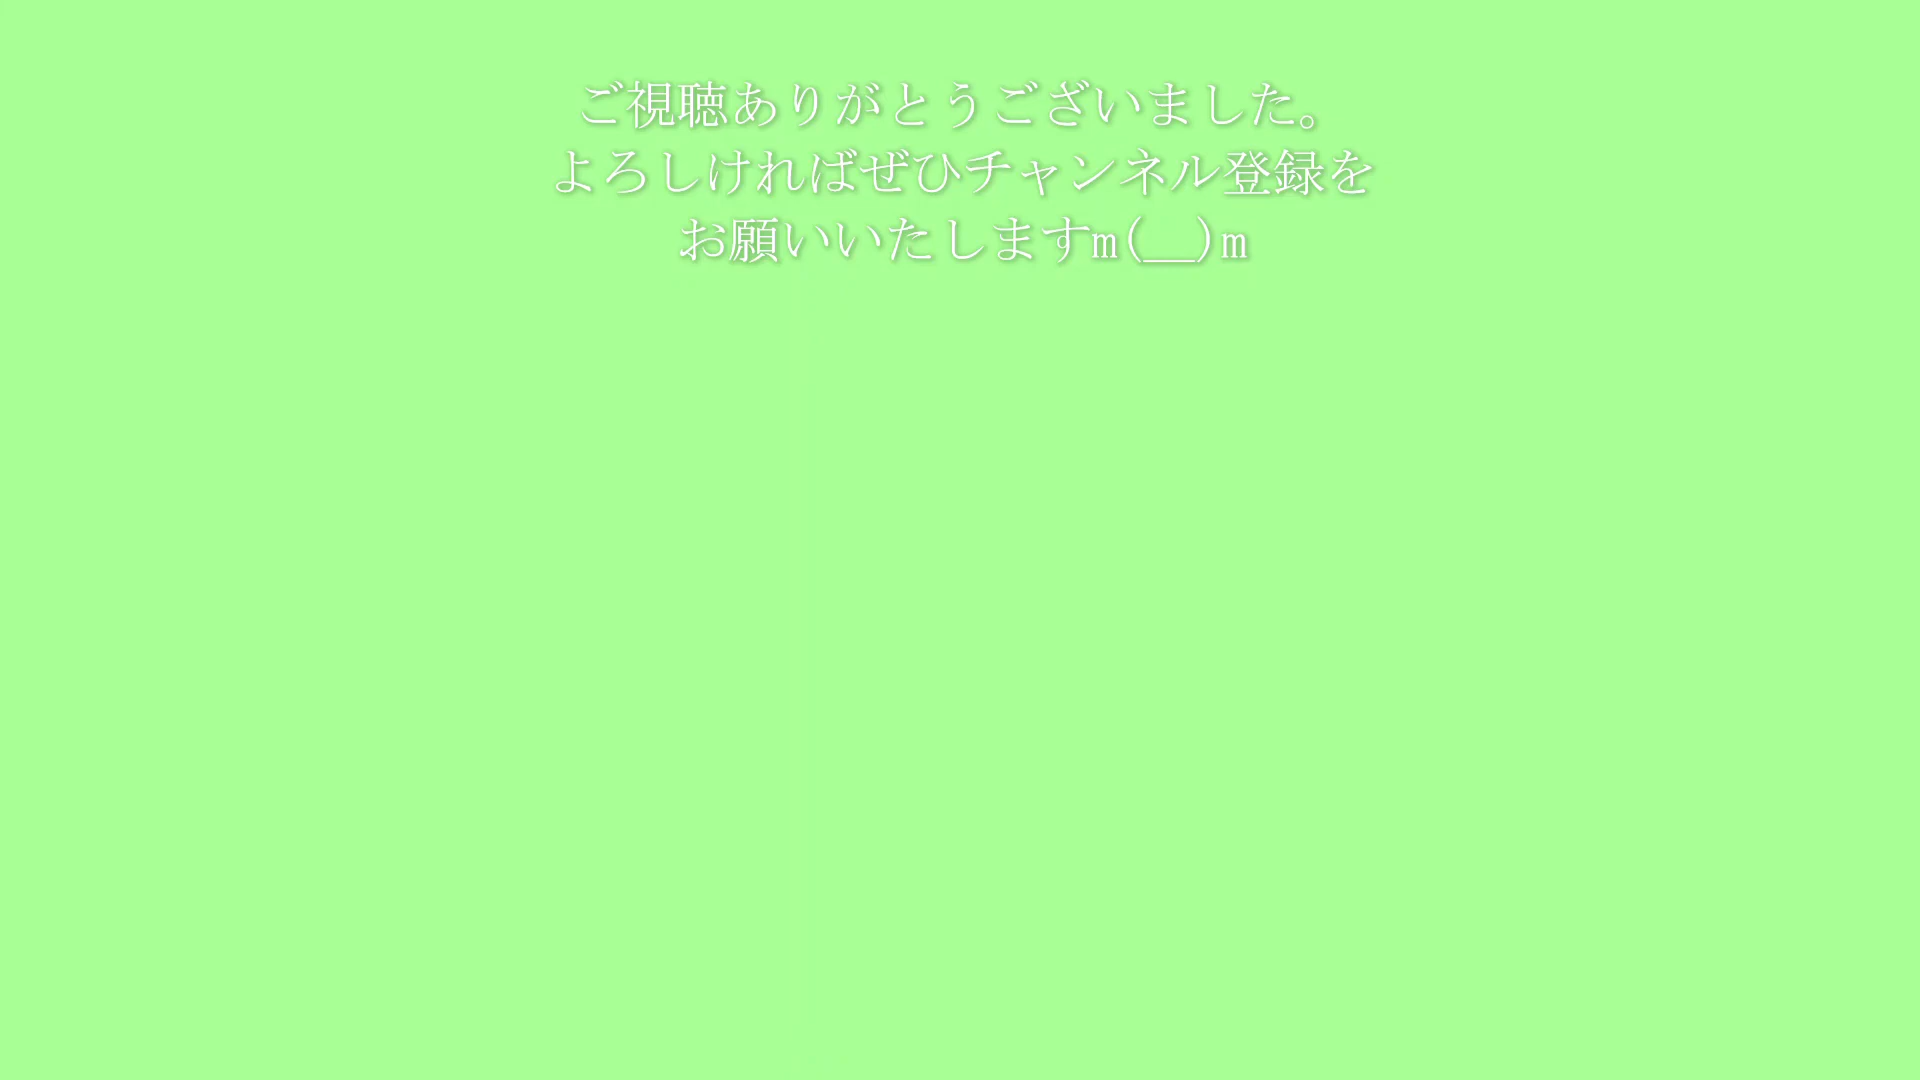 ご視聴ありがとうございました。
よろしければぜひチャンネル登録を
お願いいたしますm(__)m